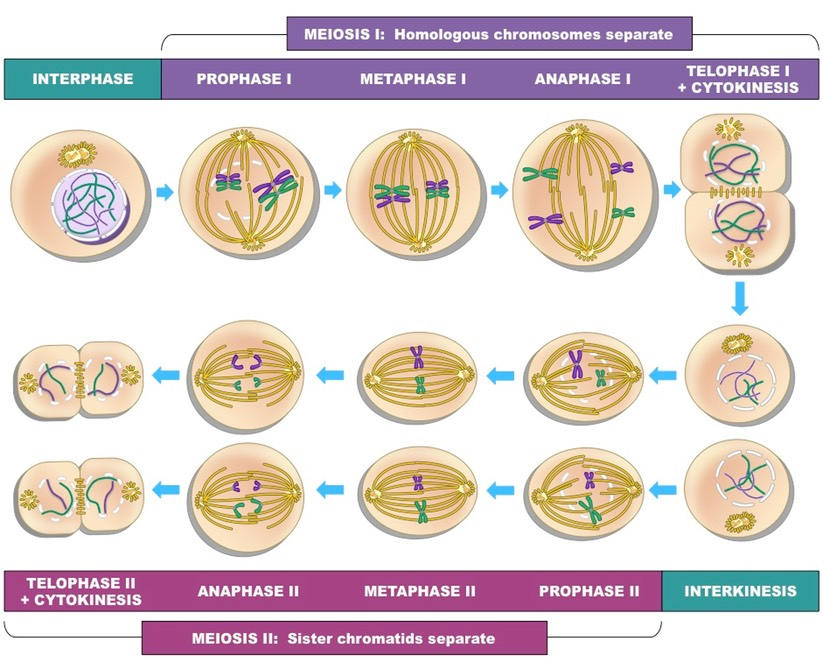 MEIOSIS I: Homologous chromosomes separate
INTERPHASE
PROPHASE I
METAPHASE I
ANAPHASE I
TELOPHASE I
+ CYTOKINESIS
TELOPHASE II
+ CYTOKINESIS
ANAPHASE II
METAPHASE II
PROPHASE II
INTERKINESIS
MEIOSIS II: Sister chromatids separate